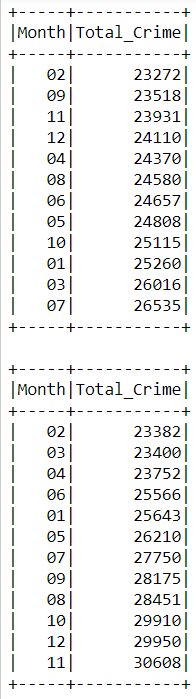 +-----+-----------+
|Month|Total_Crime|
+-----+-----------+
|   02|      23272|
|   09|      23518|
|   11|      23931|
|   12|      24110|
|   04|      24370|
|   08|      24580|
|   06|      24657|
|   05|      24808|
|   10|      25115|
|   01|      25260|
|   03|      26016|
|   07|      26535|
+-----+-----------+

+-----+-----------+
|Month|Total_Crime|
+-----+-----------+
|   02|      23382|
|   03|      23400|
|   04|      23752|
|   06|      25566|
|   01|      25643|
|   05|      26210|
|   07|      27750|
|   09|      28175|
|   08|      28451|
|   10|      29910|
|   12|      29950|
|   11|      30608|
+-----+-----------+